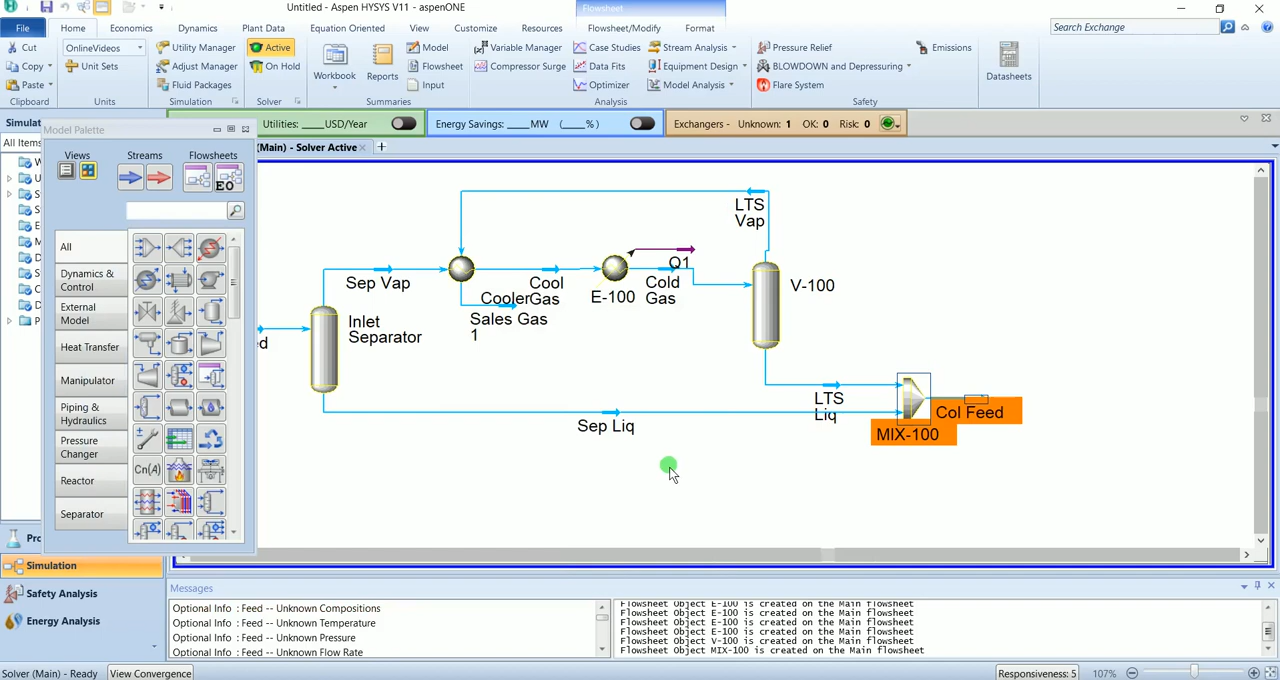 Untitled - Aspen HYSYS V11 - aspenONE
Flowsheet
File
Home
Economics
Dynamics
Plant Data
Equation Oriented
View
Customize
Resources
Flowsheet/Modify
Format
Search Exchange
Cut
OnlineVideos
Utility Manager
Active
Model
Variable Manager
Case Studies
Stream Analysis
Pressure Relief
Emissions
Copy
Unit Sets
Adjust Manager
On Hold
Workbook
Reports
Flowsheet
Compressor Surge
Data Fits
Equipment Design
BLOWDOWN and Depressuring
Datasheets
Paste
Fluid Packages
Input
Optimizer
Model Analysis
Flare System
Clipboard
Units
Simulation
Solver
Summaries
Analysis
Safety
Simulat
Utilities: ____USD/Year
Energy Savings: ____MW (____%)
Exchangers - Unknown: 1 OK: 0 Risk: 0
Model Palette
All Items
(Main) - Solver Active
Views
Streams
Flowsheets
EO
All
Dynamics &
Control
External
Model
Heat Transfer
Manipulator
Piping &
Hydraulics
Pressure
Changer
Reactor
Separator
Cn(A)
LTS
Vap
Sep Vap
Cool
Gas
Cooler
Q1
Cold
Gas
E-100
V-100
Sales Gas
1
Inlet
Separator
ed
LTS
Liq
Sep Liq
Col Feed
MIX-100
Pro
Simulation
Safety Analysis
Energy Analysis
Messages
Optional Info : Feed -- Unknown Compositions
Optional Info : Feed -- Unknown Temperature
Optional Info : Feed -- Unknown Pressure
Optional Info : Feed -- Unknown Flow Rate
Flowsheet Object E-100 is created on the Main flowsheet
Flowsheet Object E-100 is created on the Main flowsheet
Flowsheet Object E-100 is created on the Main flowsheet
Flowsheet Object E-100 is created on the Main flowsheet
Flowsheet Object V-100 is created on the Main flowsheet
Flowsheet Object MIX-100 is created on the Main flowsheet
Solver (Main) - Ready
View Convergence
Responsiveness: 5
107%